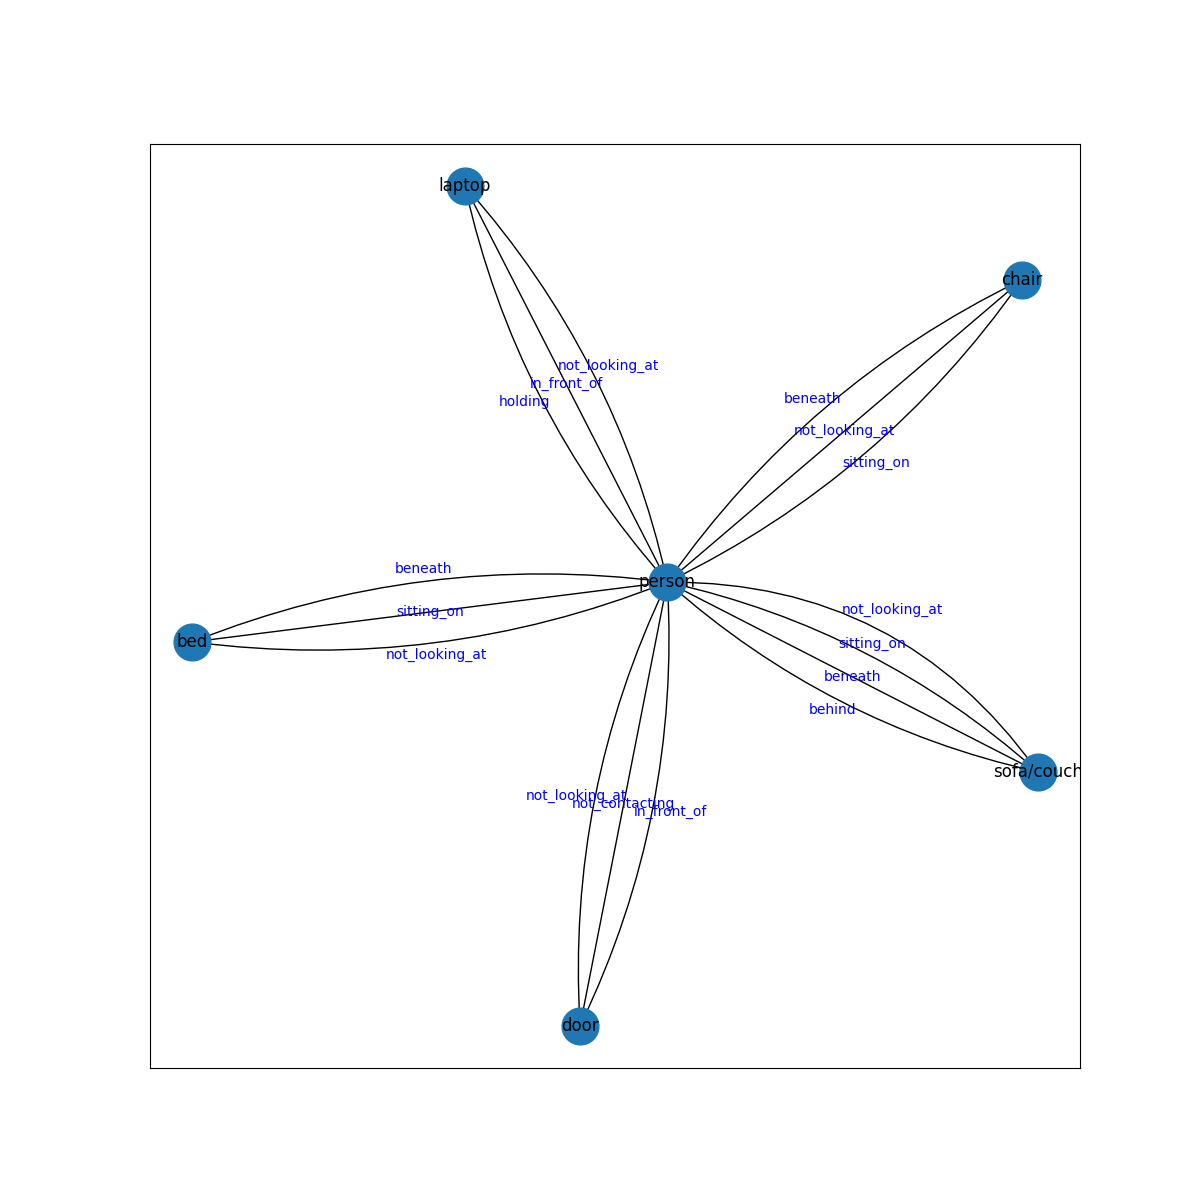 laptop
chair
not_looking_at
in_front_of
holding
beneath
not_looking_at
sitting_on
beneath
person
sitting_on
not_looking_at
bed
not_looking_at
sitting_on
beneath
behind
sofa/couch
not_looking_at
not_contacting
in_front_of
door